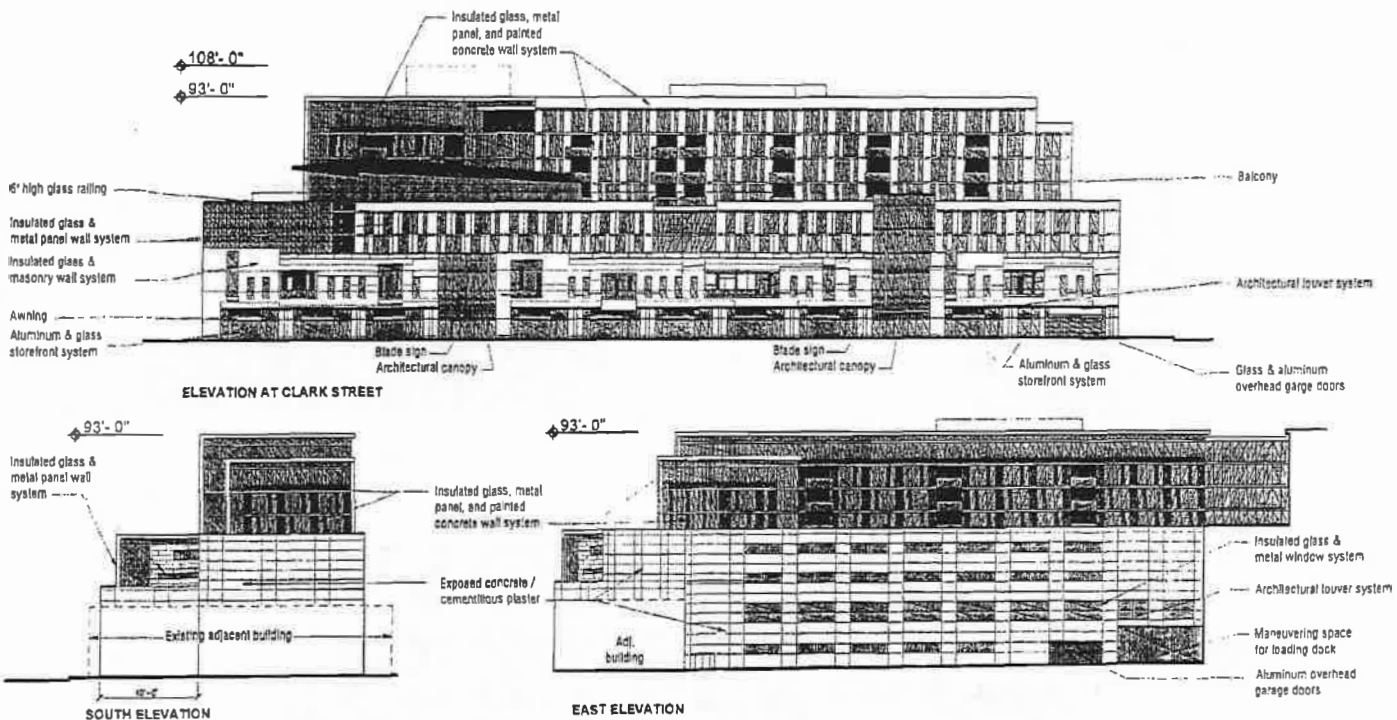 Insulated glass, metal
panel, and painted
concrete wall system
108'- 0"
93'- 0"
high glass railing
Insulated glass &
metal panel wall
system
Insulated glass &
masonry wall system
Awning
Aluminum & glass
storefront system
Balcony
Architectural louver system
Blade sign
Architectural canopy
Blade sign
Architectural canopy
Aluminum & glass
storefront system
Glass & aluminum
overhead garge doors
ELEVATION AT CLARK STREET
93'- 0"
Insulated glass &
metal panel wall
system
Insulated glass, metal
panel, and painted
concrete wall system
Exposed concrete /
cementitious plaster
Existing adjacent building
SOUTH ELEVATION
93'- 0"
Adj.
building
Insulated glass &
metal window system
Architectural louver system
Maneuvering space
for loading dock
Aluminum overhead
garage doors
EAST ELEVATION